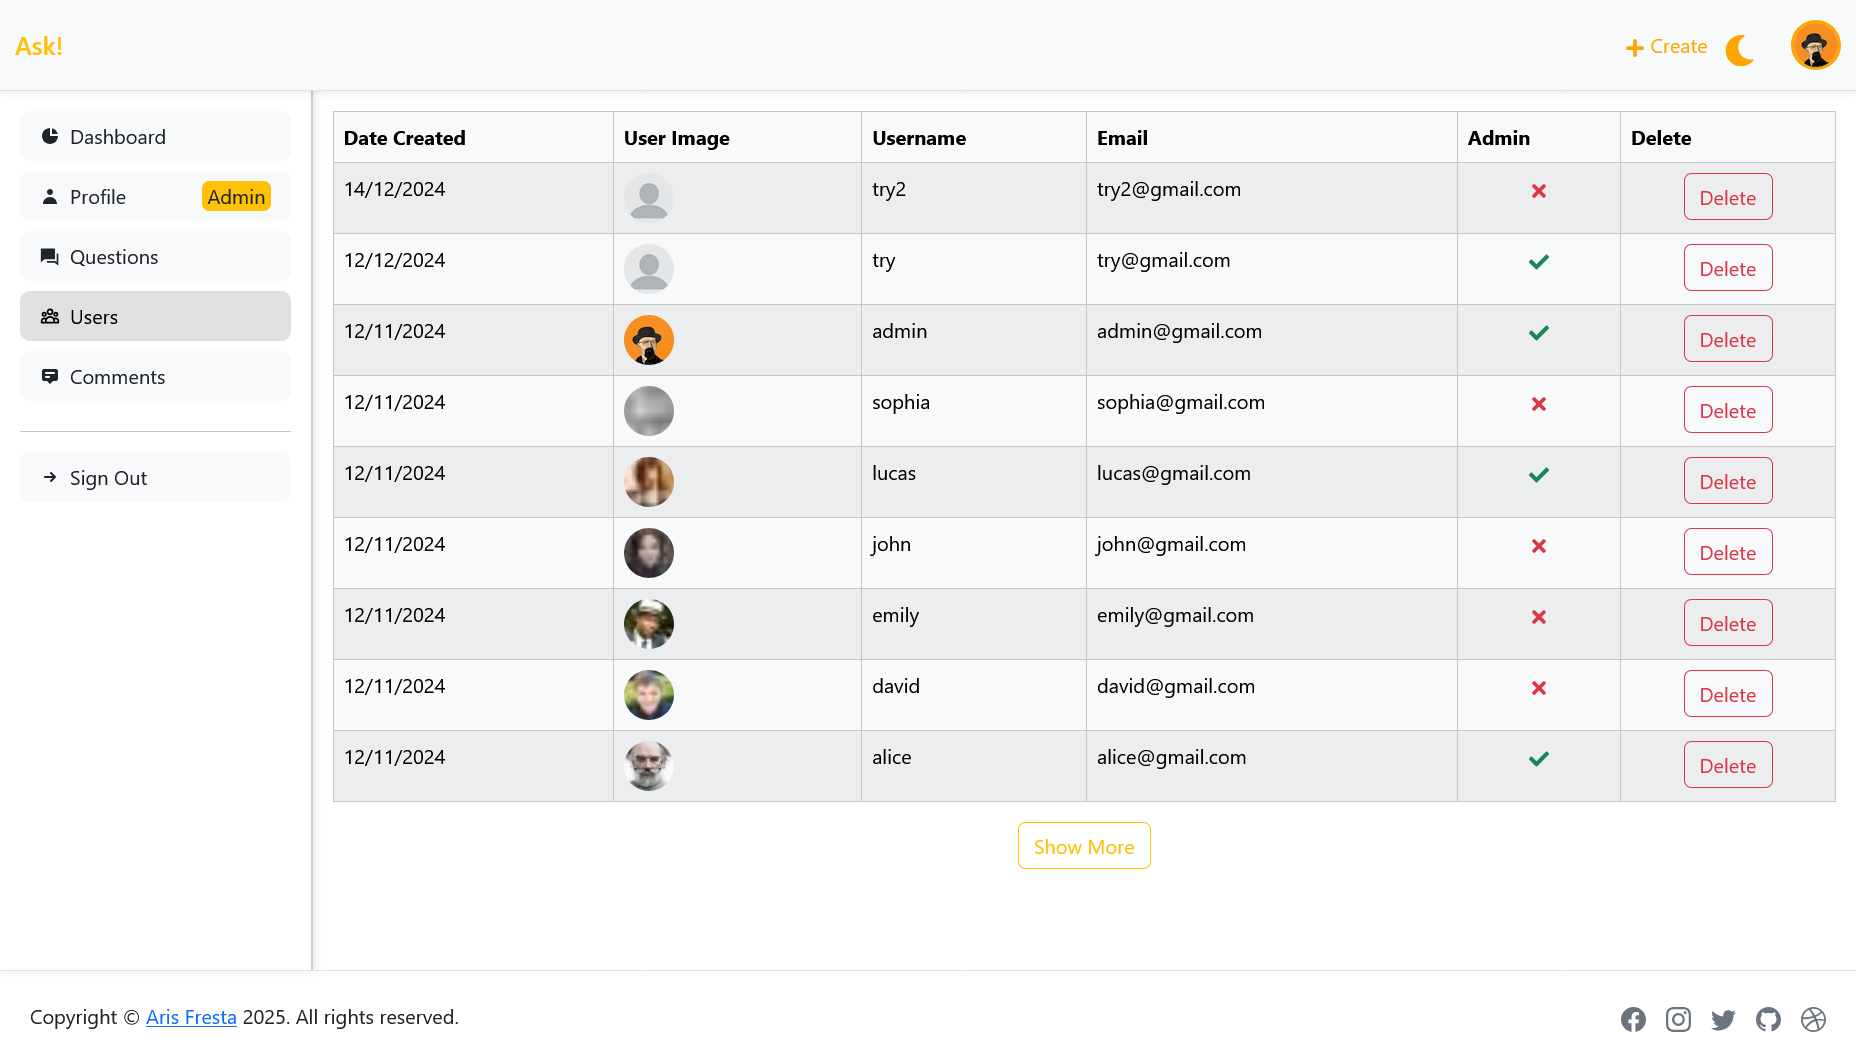 Ask!
Create
Dashboard
Profile Admin
Questions
Users
Comments
Sign Out
Date Created User Image Username Email Admin Delete
14/12/2024 try2 try2@gmail.com Delete
12/12/2024 try try@gmail.com Delete
12/11/2024 admin admin@gmail.com Delete
12/11/2024 sophia sophia@gmail.com Delete
12/11/2024 lucas lucas@gmail.com Delete
12/11/2024 john john@gmail.com Delete
12/11/2024 emily emily@gmail.com Delete
12/11/2024 david david@gmail.com Delete
12/11/2024 alice alice@gmail.com Delete
Show More
Copyright © Aris Fresta 2025. All rights reserved.